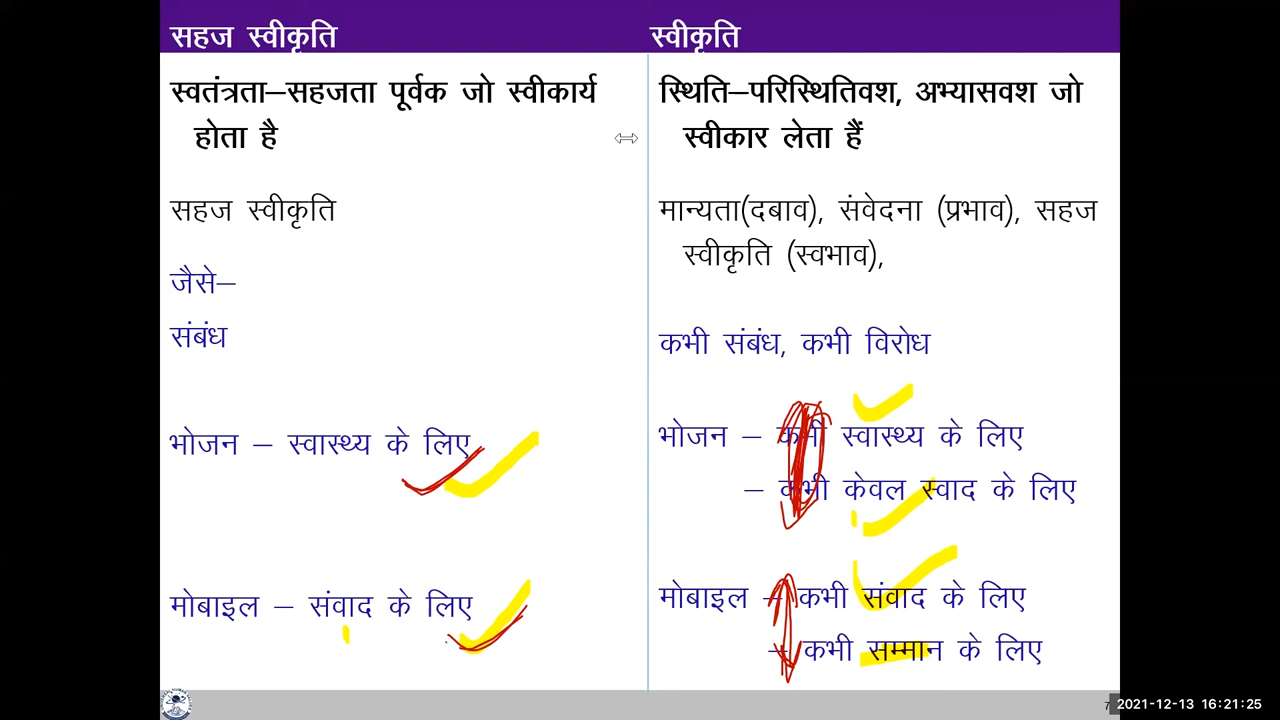 सहज स्वीकृति
स्वतंत्रता–सहजता पूर्वक जो स्वीकार्य
होता है
सहज स्वीकृति
जैसे–
संबंध
भोजन – स्वास्थ्य के लिए
मोबाइल – संवाद के लिए
स्वीकृति
स्थिति–परिस्थितिवश, अभ्यासवश जो
स्वीकार लेता हैं
मान्यता(दबाव), संवेदना (प्रभाव), सहज
स्वीकृति (स्वभाव),
कभी संबंध, कभी विरोध
भोजन – कभी स्वास्थ्य के लिए
– कभी केवल स्वाद के लिए
मोबाइल – कभी संवाद के लिए
– कभी सम्मान के लिए
7
2021-12-13 16:21:25